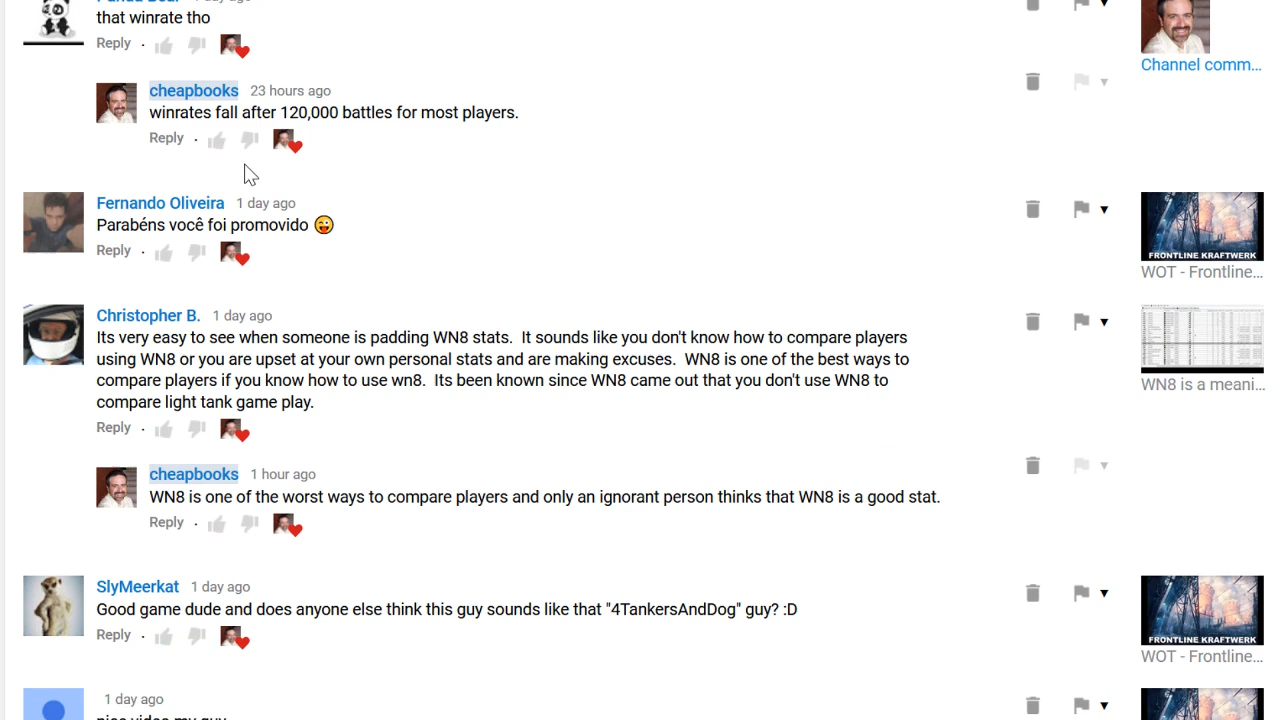 1 day ago
that winrate tho
Reply ·
Channel comm...
cheapbooks 23 hours ago
winrates fall after 120,000 battles for most players.
Reply ·
Fernando Oliveira 1 day ago
Parabéns você foi promovido 😜
Reply ·
FRONTLINE KRAFTWERK
WOT - Frontline...
Christopher B. 1 day ago
Its very easy to see when someone is padding WN8 stats. It sounds like you don't know how to compare players
using WN8 or you are upset at your own personal stats and are making excuses. WN8 is one of the best ways to
compare players if you know how to use wn8. Its been known since WN8 came out that you don't use WN8 to
compare light tank game play.
Reply ·
WN8 is a meani...
cheapbooks 1 hour ago
WN8 is one of the worst ways to compare players and only an ignorant person thinks that WN8 is a good stat.
Reply ·
SlyMeerkat 1 day ago
Good game dude and does anyone else think this guy sounds like that "4TankersAndDog" guy? :D
Reply ·
FRONTLINE KRAFTWERK
WOT - Frontline...
1 day ago
nice video my guy